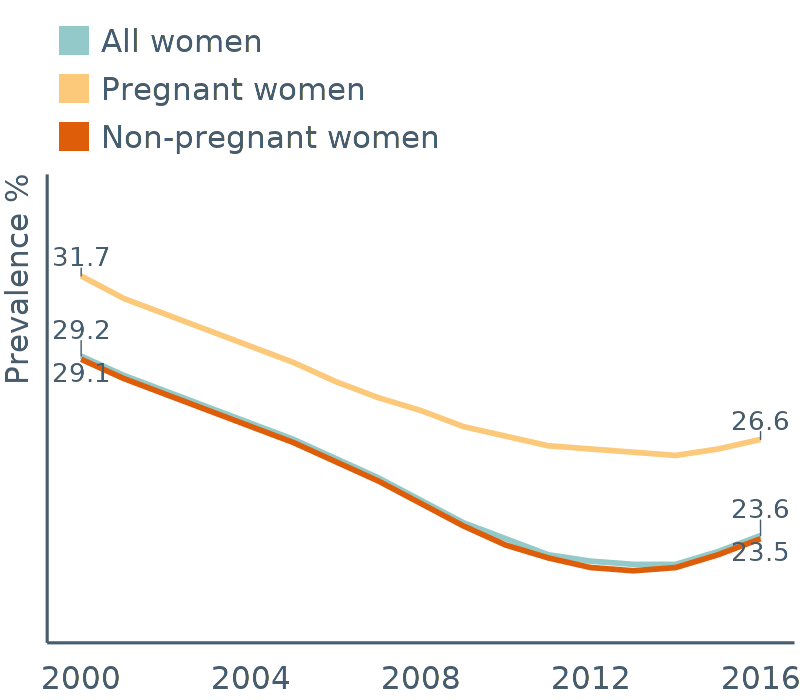 All women
Pregnant women
Non-pregnant women
Prevalence %
31.7
29.2
29.1
26.6
23.6
23.5
2000 2004 2008 2012 2016